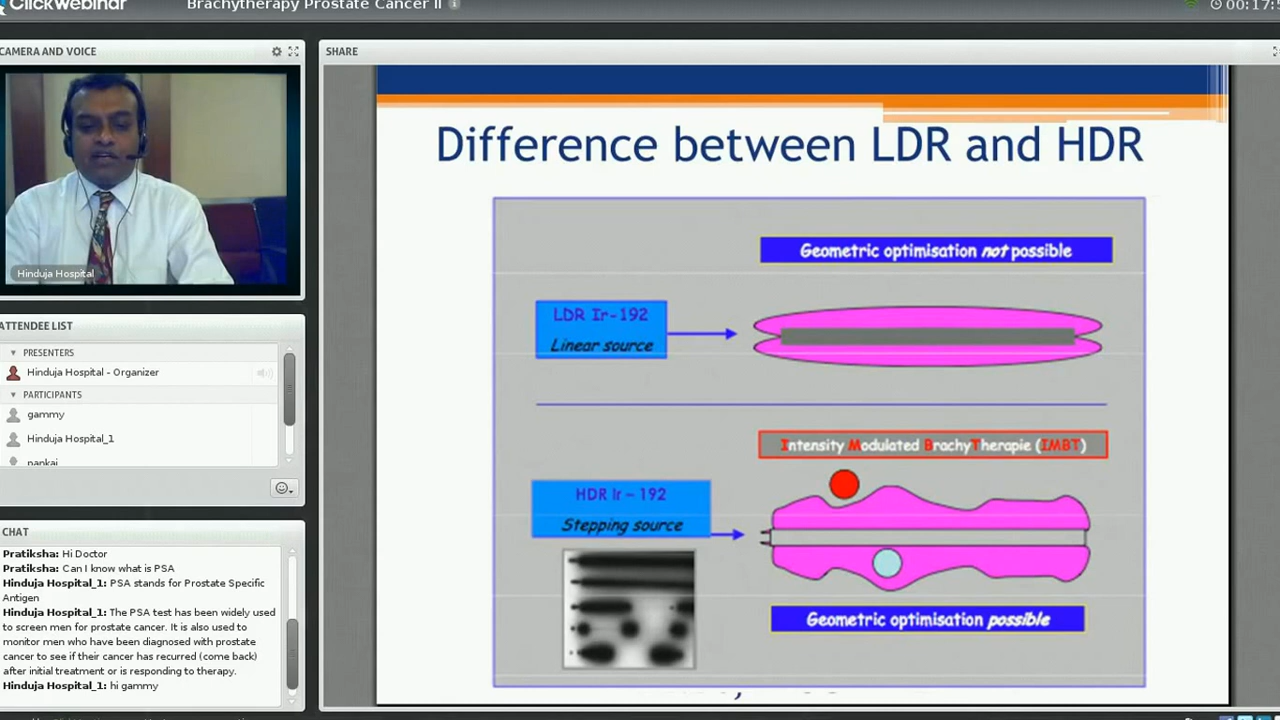 ClickWebinar
Brachytherapy Prostate Cancer II
CAMERA AND VOICE
Hinduja Hospital
ATTENDEE LIST
PRESENTERS
Hinduja Hospital - Organizer
PARTICIPANTS
gammy
Hinduja Hospital_1
pankaj
CHAT
Pratiksha: Hi Doctor
Pratiksha: Can I know what is PSA
Hinduja Hospital_1: PSA stands for Prostate Specific
Antigen
Hinduja Hospital_1: The PSA test has been widely used
to screen men for prostate cancer. It is also used to
monitor men who have been diagnosed with prostate
cancer to see if their cancer has recurred (come back)
after initial treatment or is responding to therapy.
Hinduja Hospital_1: hi gammy
SHARE
Difference between LDR and HDR
Geometric optimisation not possible
LDR Ir-192
Linear source
Intensity Modulated BrachyTherapie (IMBT)
HDR Ir - 192
Stepping source
Geometric optimisation possible